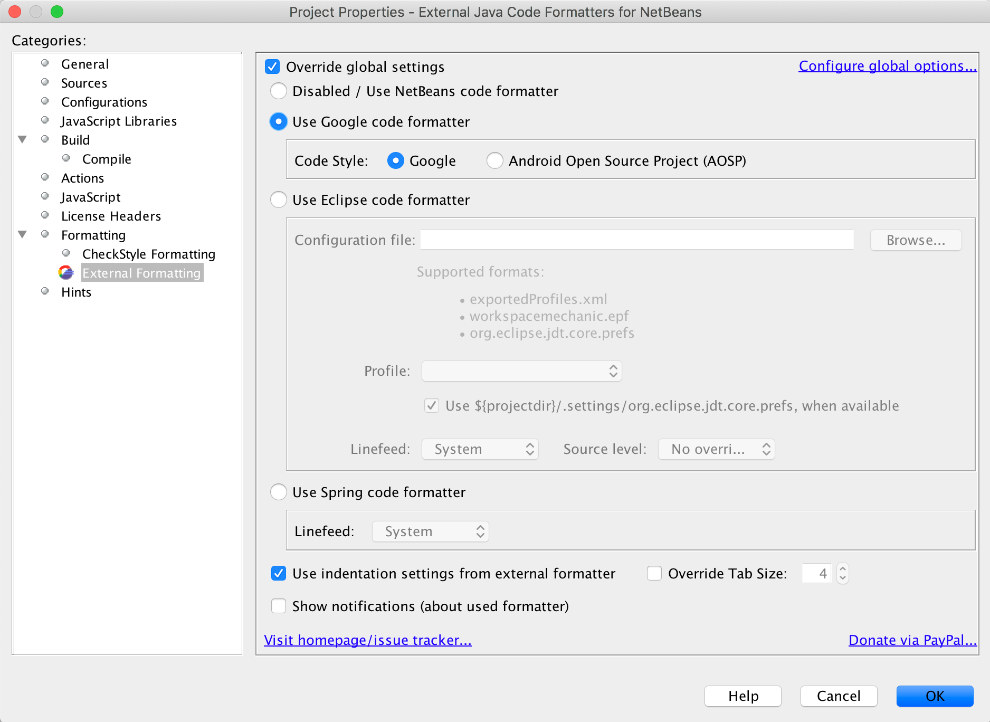 Project Properties - External Java Code Formatters for NetBeans
Categories:
General
Sources
Configurations
JavaScript Libraries
Build
Compile
Actions
JavaScript
License Headers
Formatting
CheckStyle Formatting
External Formatting
Hints
Override global settings
Configure global options...
Disabled / Use NetBeans code formatter
Use Google code formatter
Code Style: Google Android Open Source Project (AOSP)
Use Eclipse code formatter
Configuration file: Browse...
Supported formats:
• exportedProfiles.xml
• workspacemechanic.epf
• org.eclipse.jdt.core.prefs
Profile:
Use ${projectdir}/.settings/org.eclipse.jdt.core.prefs, when available
Linefeed: System Source level: No overri...
Use Spring code formatter
Linefeed: System
Use indentation settings from external formatter Override Tab Size: 4
Show notifications (about used formatter)
Visit homepage/issue tracker... Donate via PayPal...
Help Cancel OK